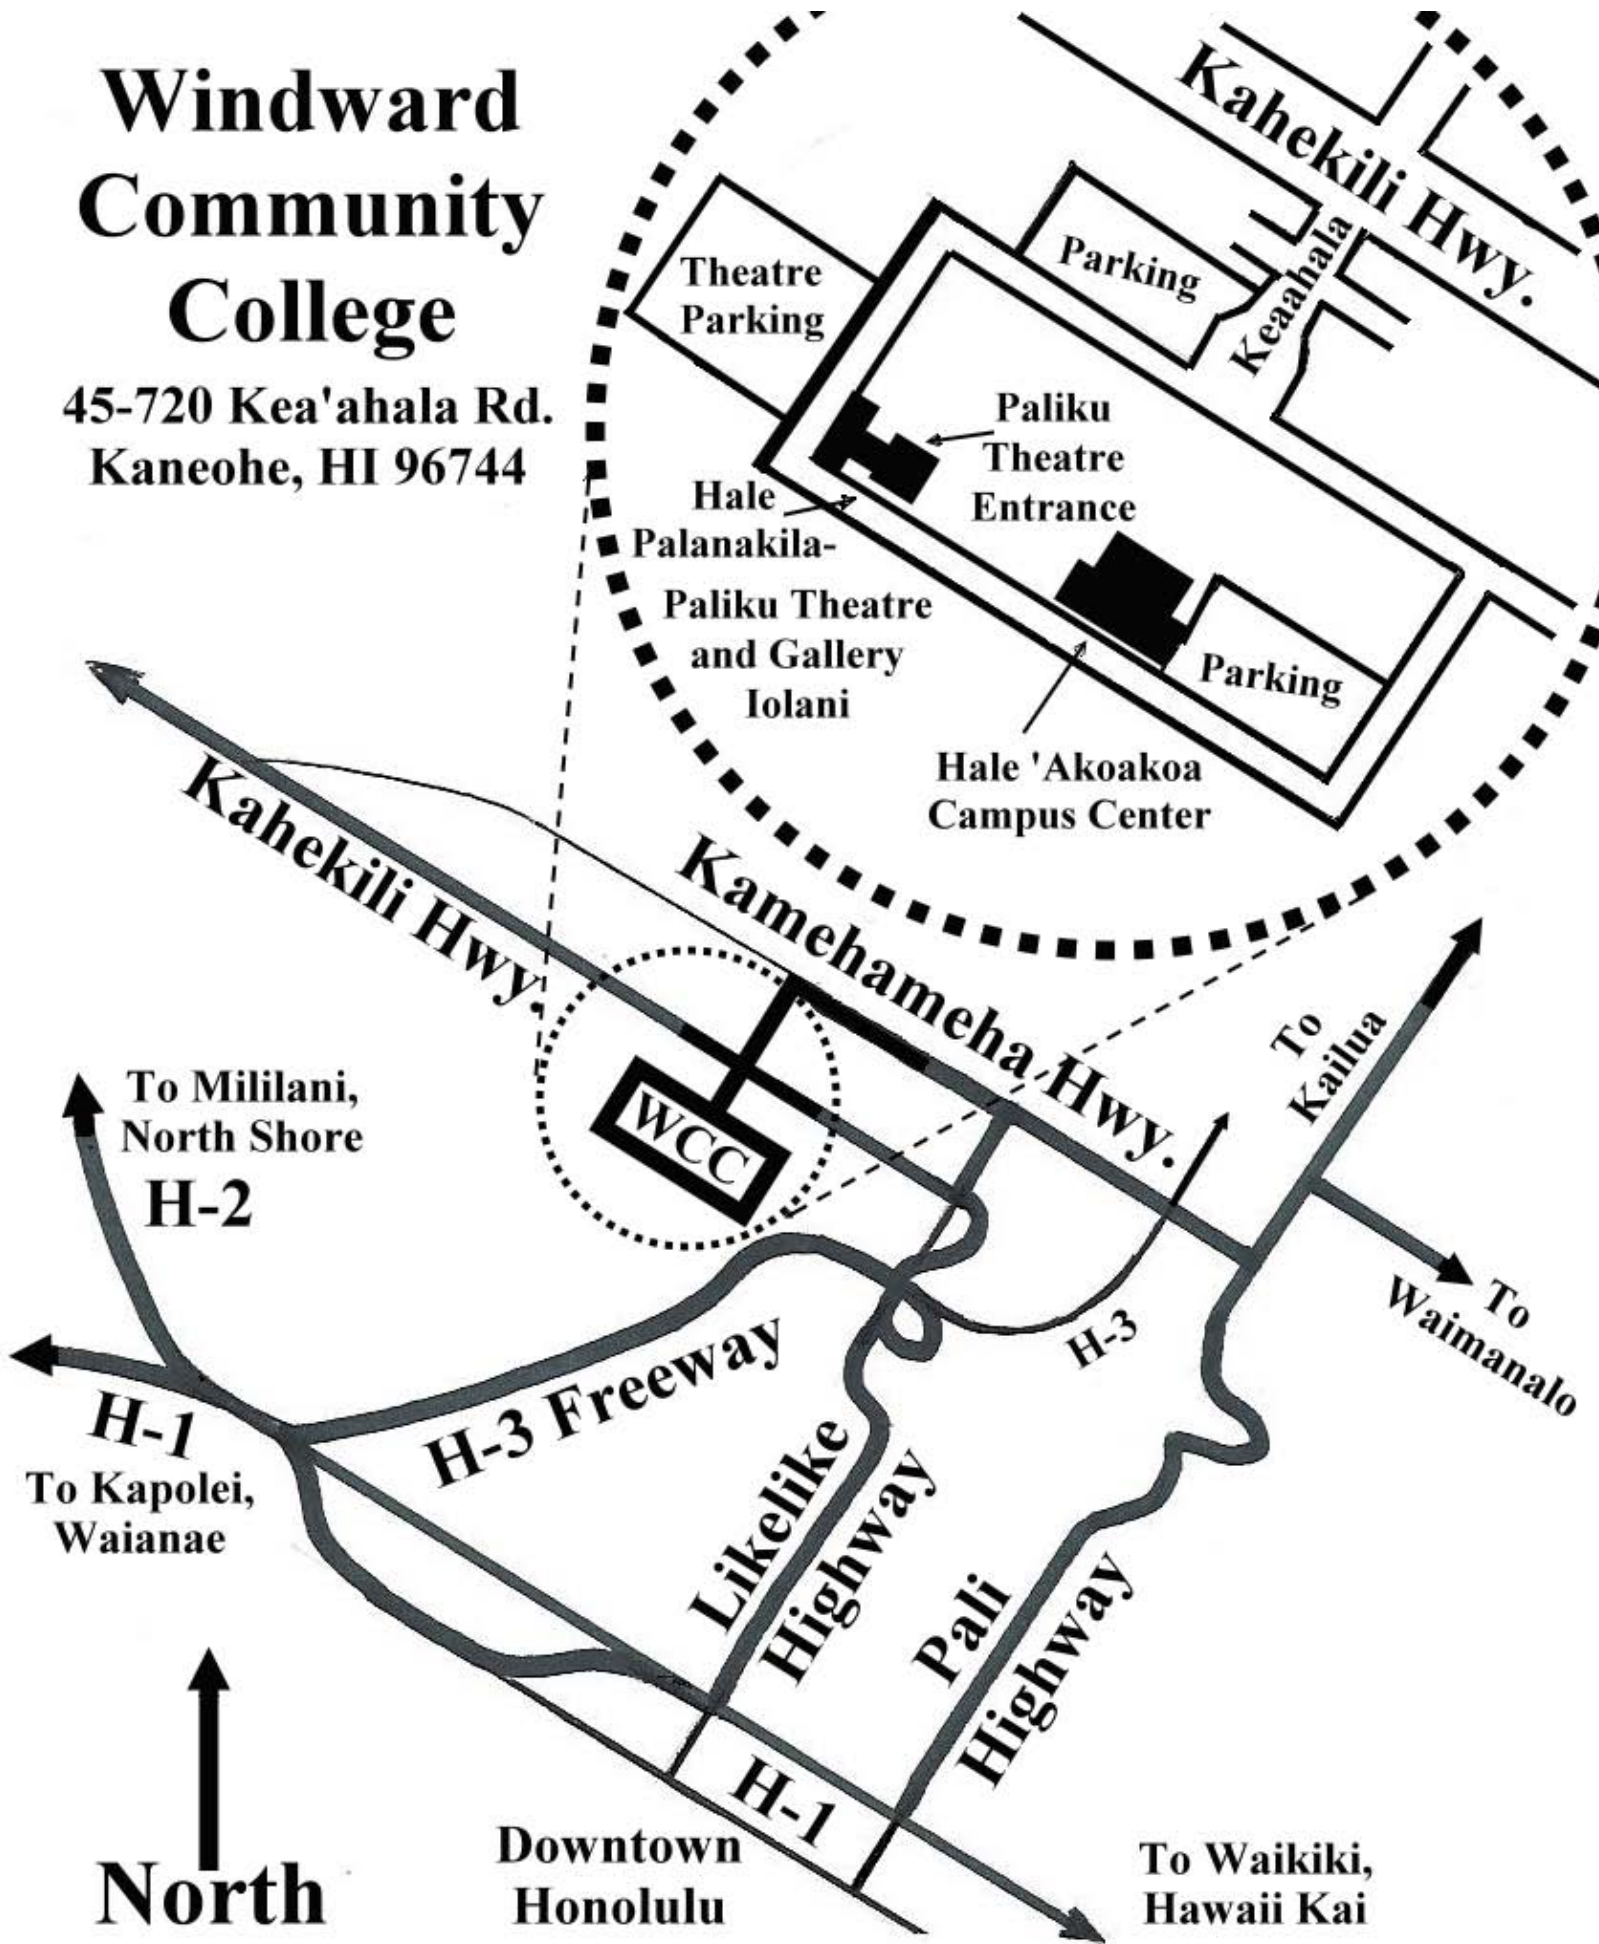 Windward
Community
College
45-720 Kea'ahala Rd.
Kaneohe, HI 96744
Kahekili Hwy.
Keaahala
Parking
Theatre
Parking
Paliku
Theatre
Entrance
Hale
Palanakila-
Paliku Theatre
and Gallery
Iolani
Parking
Hale 'Akoakoa
Campus Center
Kahekili Hwy.
Kamehameha Hwy.
WCC
To
Kailua
To Mililani,
North Shore
H-2
To
Waimanalo
H-3
H-3 Freeway
H-1
To Kapolei,
Waianae
Likelike
Highway
Pali
Highway
H-1
North
Downtown
Honolulu
To Waikiki,
Hawaii Kai